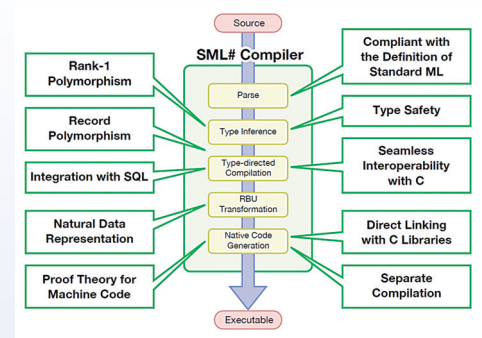 Source
SML# Compiler
Rank-1
Polymorphism
Record
Polymorphism
Integration with SQL
Natural Data
Representation
Proof Theory for
Machine Code
Parse
Type Inference
Type-directed
Compilation
RBU
Transformation
Native Code
Generation
Compliant with
the Definition of
Standard ML
Type Safety
Seamless
Interoperability
with C
Direct Linking
with C Libraries
Separate
Compilation
Executable